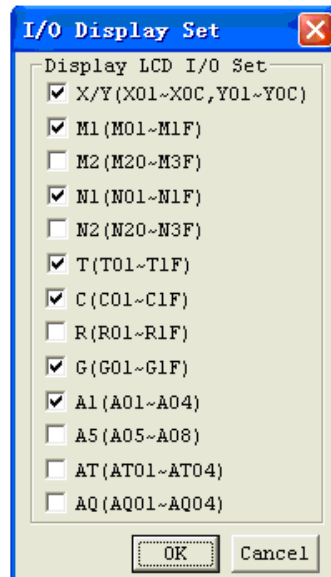 I/O Display Set
Display LCD I/O Set
X/Y(X01~X0C,Y01~Y0C)
M1(M01~M1F)
M2(M20~M3F)
N1(N01~N1F)
N2(N20~N3F)
T(T01~T1F)
C(C01~C1F)
R(R01~R1F)
G(G01~G1F)
A1(A01~A04)
A5(A05~A08)
AT(AT01~AT04)
AQ(AQ01~AQ04)
OK Cancel